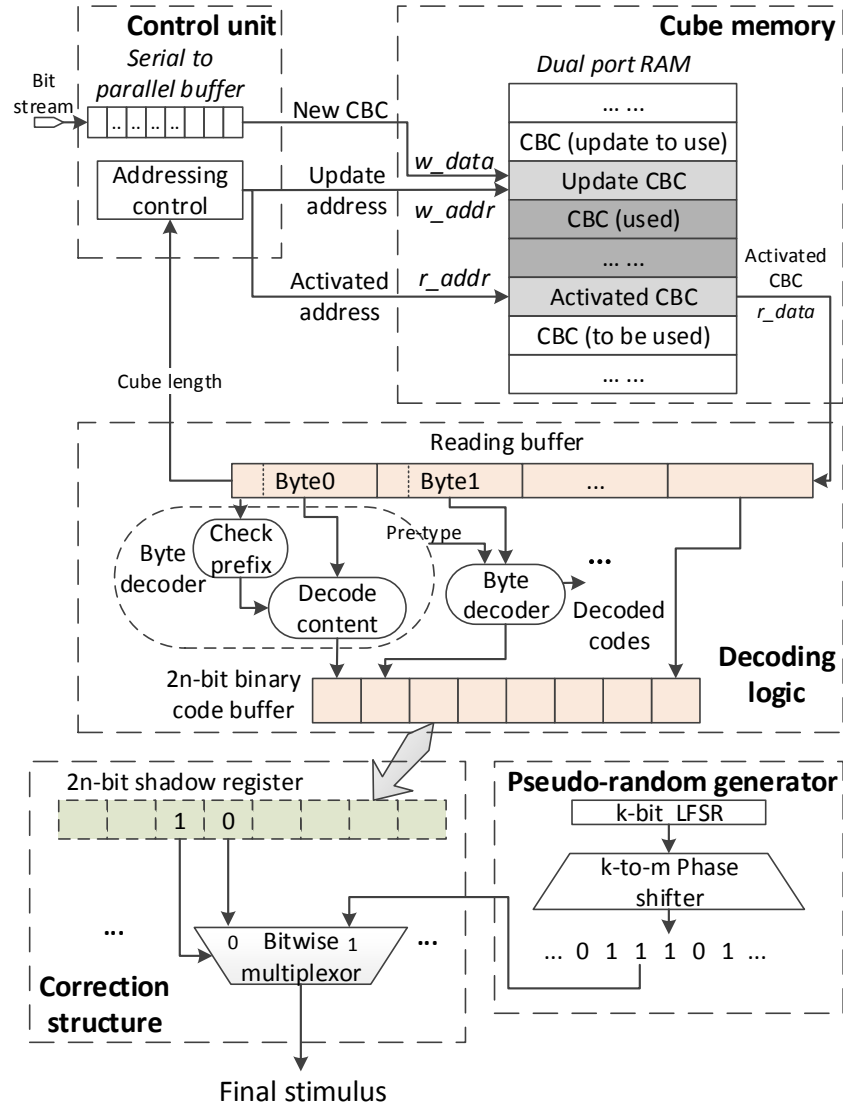 Control unit
Cube memory
Serial to
parallel buffer
Dual port RAM
Bit
stream
.. .. .. ..
New CBC
... ...
CBC (update to use)
w_data
Addressing
control
Update
address
Update CBC
w_addr
CBC (used)
... ...
Activated
CBC
Activated
address
r_addr
Activated CBC
r_data
CBC (to be used)
... ...
Cube length
Reading buffer
Byte0
Byte1
...
Check
prefix
Pre-type
Byte
decoder
...
Byte
decoder
Decode
content
Decoded
codes
2n-bit binary
code buffer
Decoding
logic
2n-bit shadow register
Pseudo-random generator
1 0
k-bit LFSR
k-to-m Phase
shifter
...
0 Bitwise 1
multiplexor
...
... 0 1 1 1 0 1 ...
Correction
structure
Final stimulus